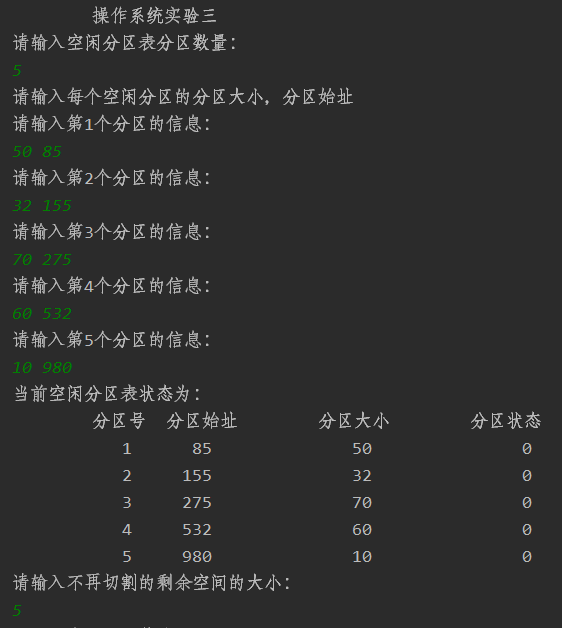 操作系统实验三
请输入空闲分区表分区数量：
5
请输入每个空闲分区的分区大小，分区始址
请输入第1个分区的信息：
50 85
请输入第2个分区的信息：
32 155
请输入第3个分区的信息：
70 275
请输入第4个分区的信息：
60 532
请输入第5个分区的信息：
10 980
当前空闲分区表状态为：
分区号 分区始址 分区大小 分区状态
1 85 50 0
2 155 32 0
3 275 70 0
4 532 60 0
5 980 10 0
请输入不再切割的剩余空间的大小：
5